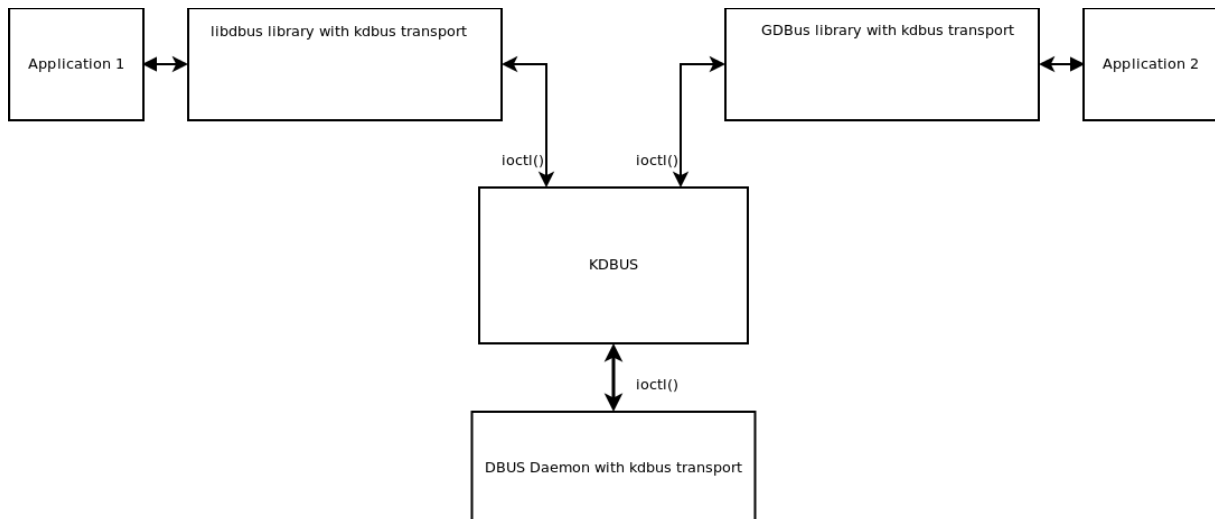 libdbus library with kdbus transport
GDBus library with kdbus transport
Application 1
Application 2
ioctl()
ioctl()
KDBUS
ioctl()
DBUS Daemon with kdbus transport